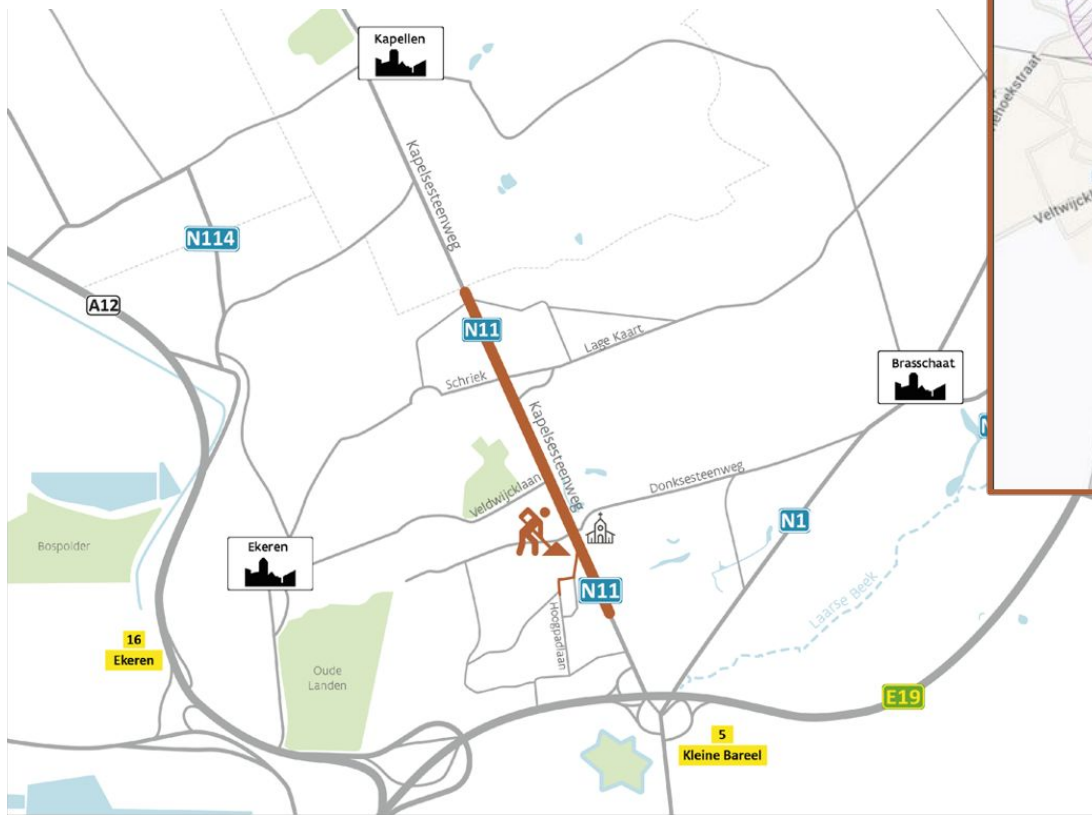 Kapellen
Kapelsesteenweg
N114
A12
N11
Lage Kaart
Schriek
Brasschaat
Kapelsesteenweg
Veldwijcklaan
Donksesteenweg
N1
Bospolder
Ekeren
N11
Hoogpadlaan
Laarse Beek
16
Ekeren
Oude
Landen
E19
5
Kleine Bareel